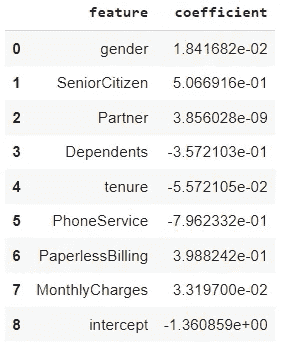 feature coefficient
0 gender 1.841682e-02
1 SeniorCitizen 5.066916e-01
2 Partner 3.856028e-09
3 Dependents -3.572103e-01
4 tenure -5.572105e-02
5 PhoneService -7.962332e-01
6 PaperlessBilling 3.988242e-01
7 MonthlyCharges 3.319700e-02
8 intercept -1.360859e+00